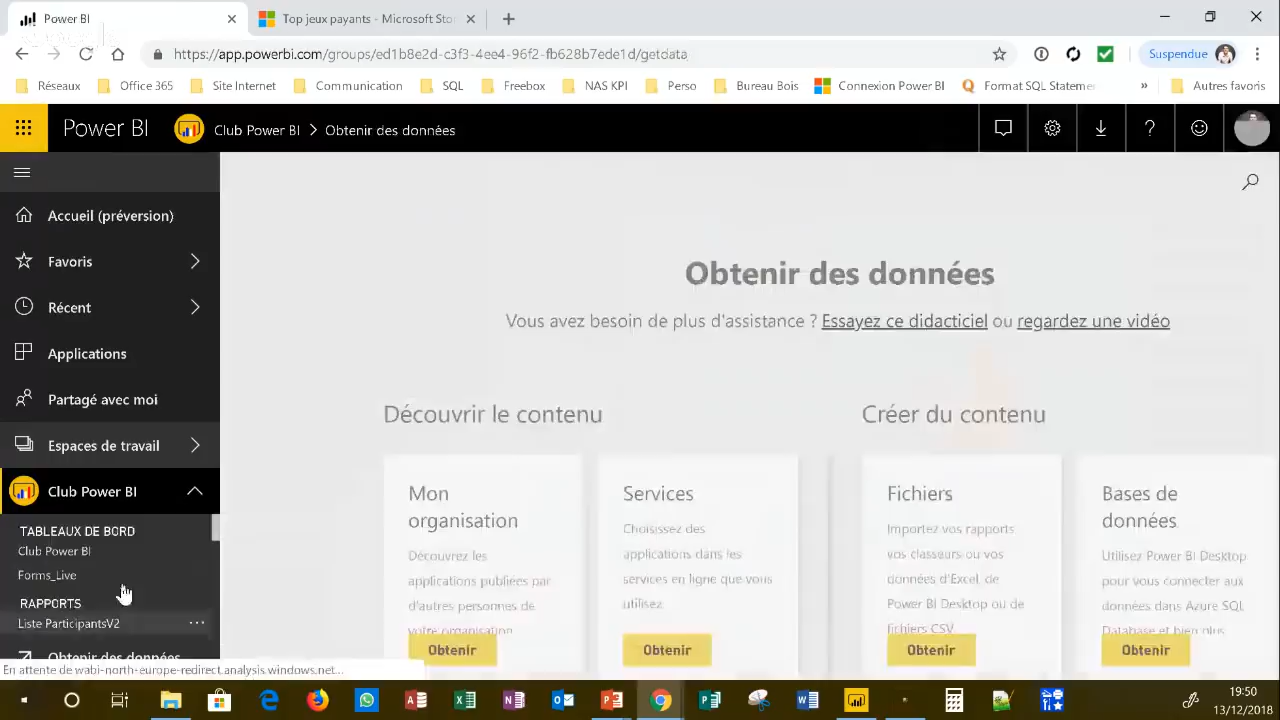 Power BI
Top jeux payants - Microsoft Sto
https://app.powerbi.com/groups/ed1b8e2d-c3f3-4ee4-96f2-fb628b7ede1d/getdata
Suspendue
Réseaux
Office 365
Site Internet
Communication
SQL
Freebox
NAS KPI
Perso
Bureau Bois
Connexion Power BI
Format SQL Stateme
»
Autres favoris
Power BI
Club Power BI > Obtenir des données
Accueil (préversion)
Favoris
Récent
Applications
Partagé avec moi
Espaces de travail
Club Power BI
TABLEAUX DE BORD
Club Power BI
Forms_Live
RAPPORTS
Liste ParticipantsV2
Obtenir des données
En attente de wabi-north-europe-redirect.analysis.windows.net...
Obtenir des données
Vous avez besoin de plus d'assistance ? Essayez ce didacticiel ou regardez une vidéo
Découvrir le contenu
Mon
organisation
Découvrez les
applications publiées par
d'autres personnes de
votre organisation.
Obtenir
Services
Choisissez des
applications dans les
services en ligne que vous
utilisez.
Obtenir
Créer du contenu
Fichiers
Importez vos rapports
vos classeurs ou vos
données d'Excel, de
Power BI Desktop ou de
fichiers CSV.
Obtenir
Bases de
données
Utilisez Power BI Desktop
pour vous connecter aux
données dans Azure SQL
Database et bien plus.
Obtenir
19:50
13/12/2018